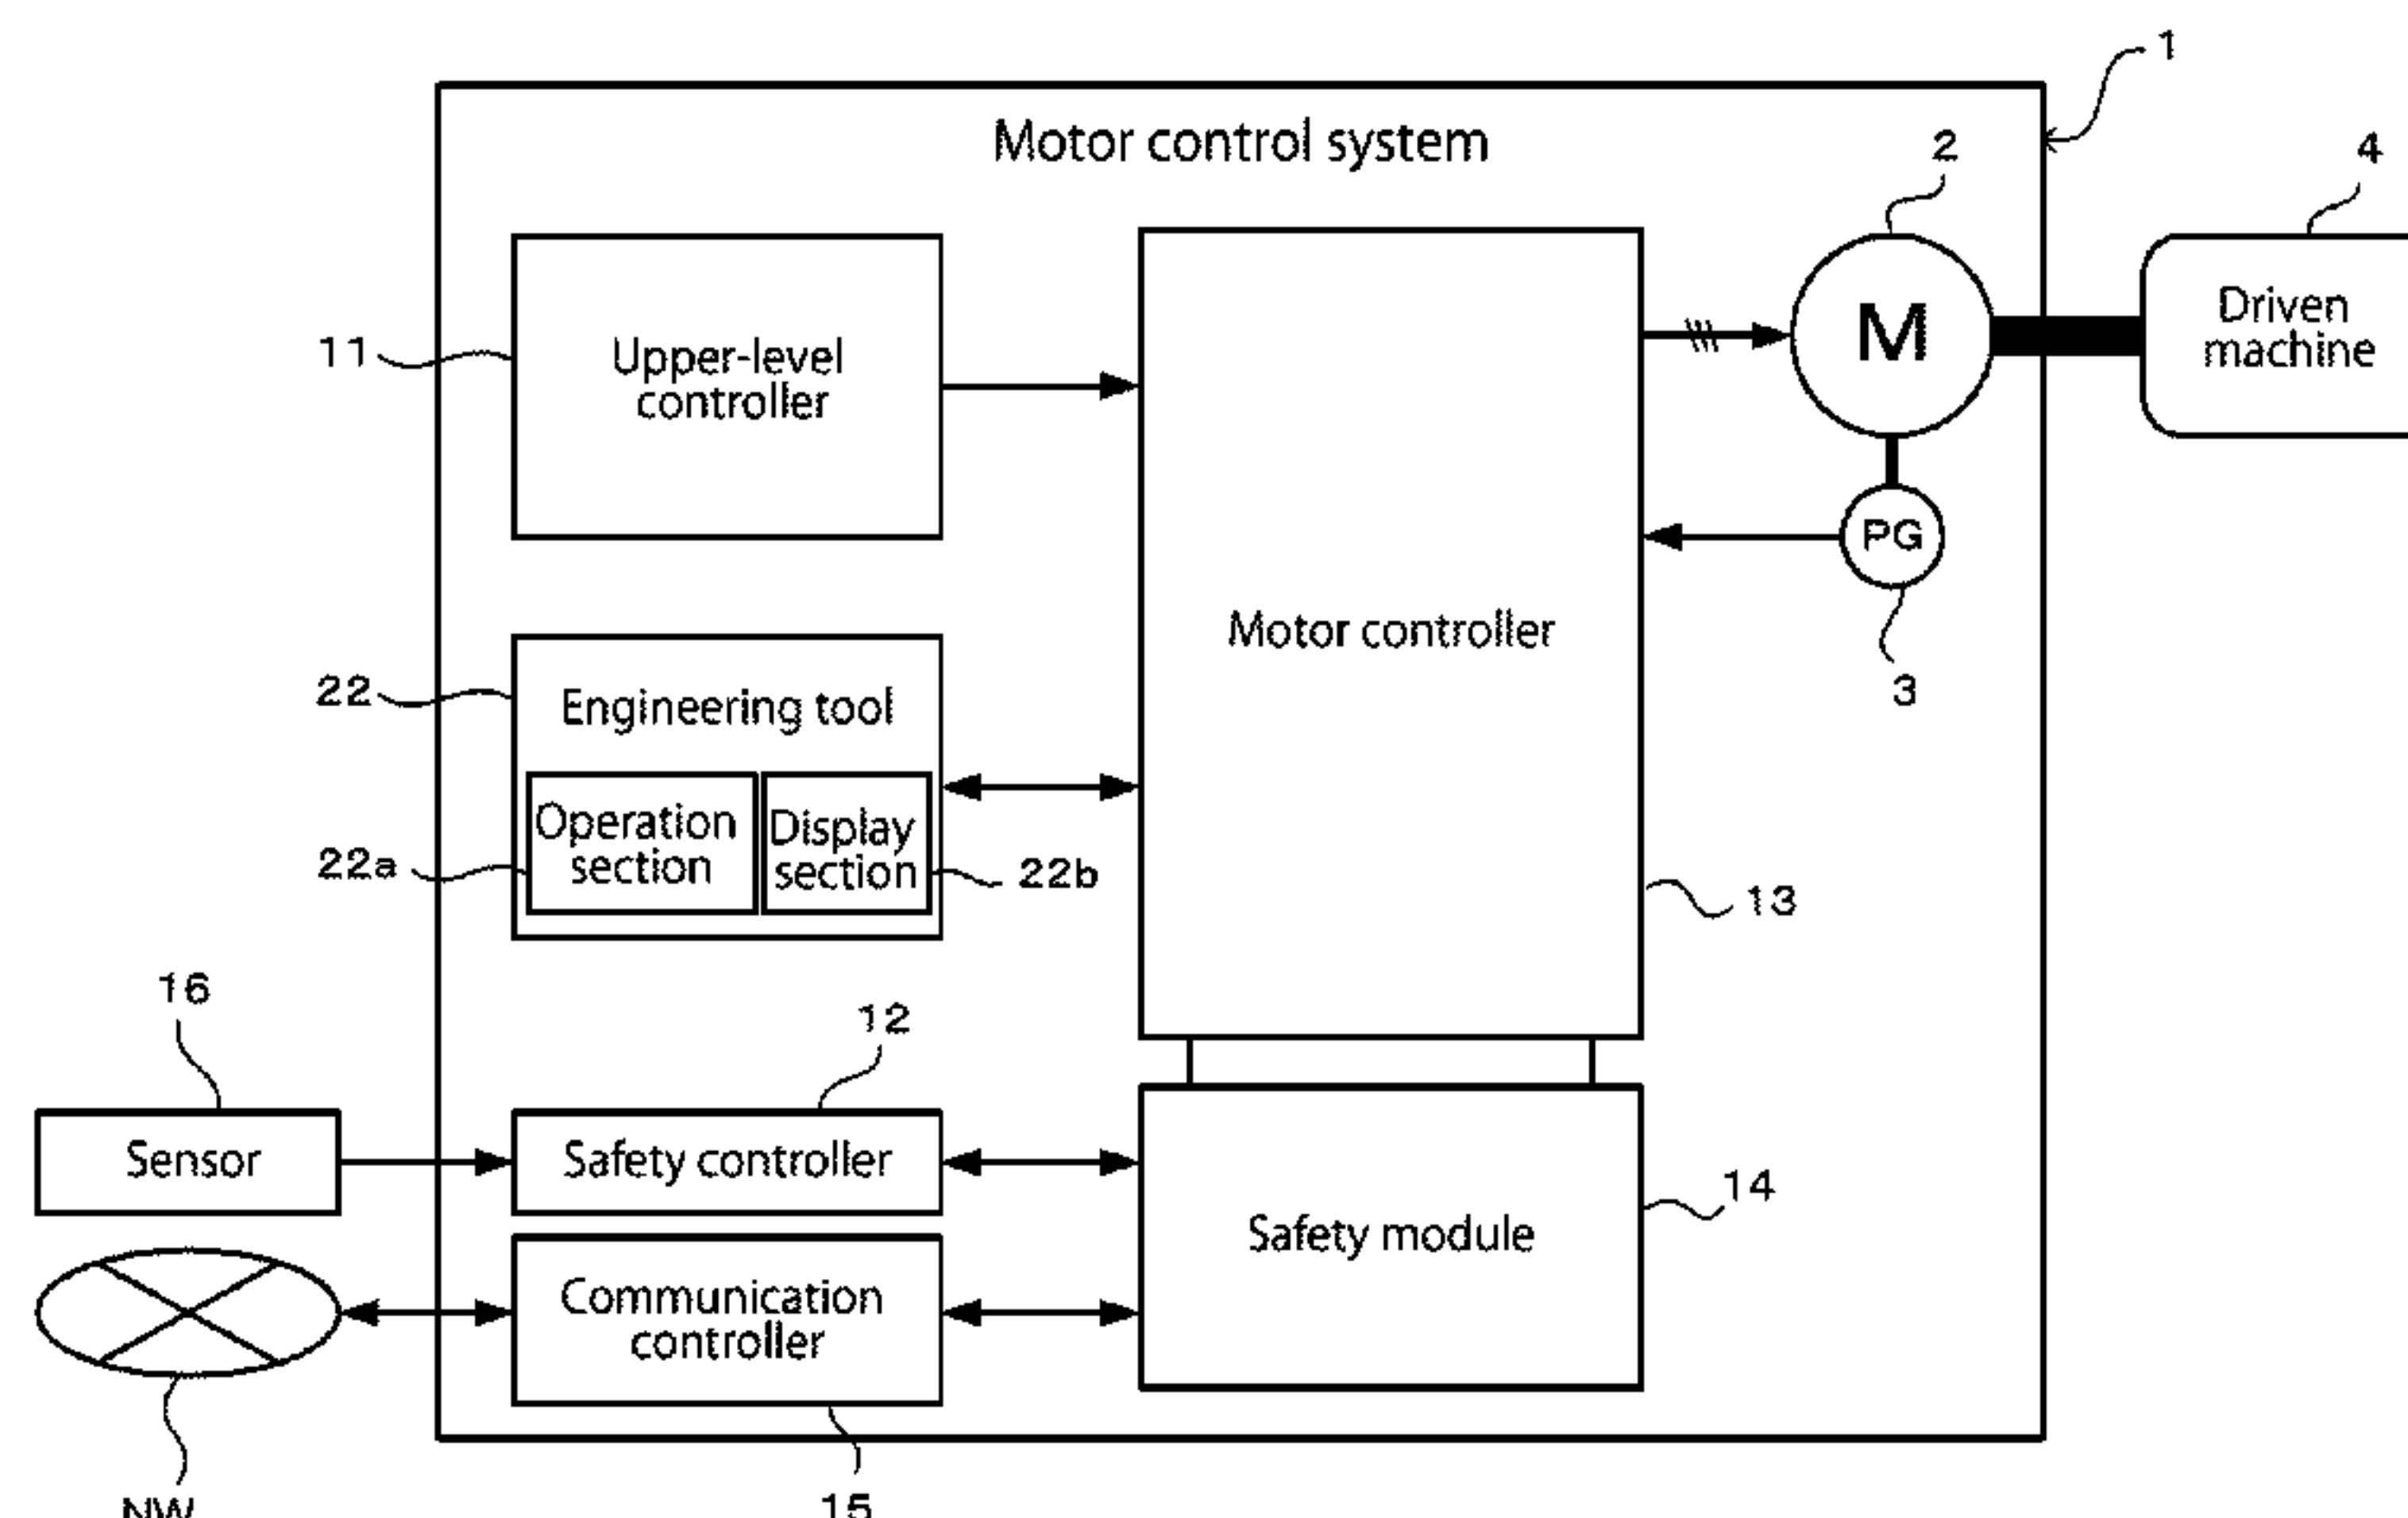 1
Motor control system
2
4
11
Upper-level
controller
M
Driven
machine
PG
Motor controller
3
22
Engineering tool
Operation
section
Display
section
22a
22b
13
16
12
Sensor
Safety controller
14
Safety module
Communication
controller
NW
15